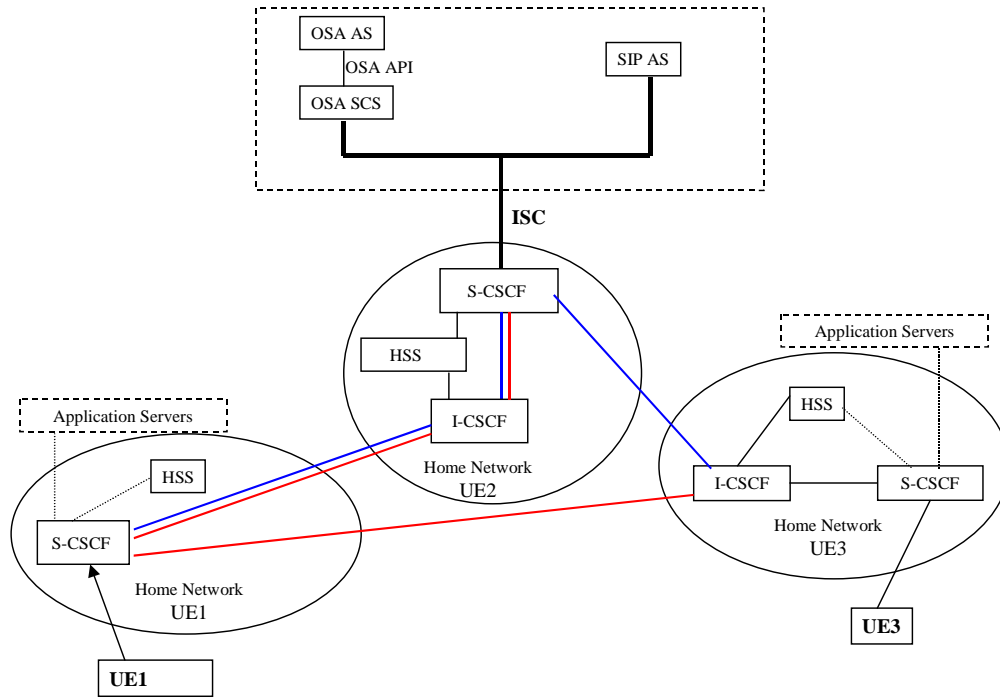 OSA AS
OSA API
OSA SCS
SIP AS
ISC
S-CSCF
HSS
I-CSCF
Home Network
UE2
Application Servers
HSS
S-CSCF
Home Network
UE1
UE1
Application Servers
HSS
I-CSCF
S-CSCF
Home Network
UE3
UE3